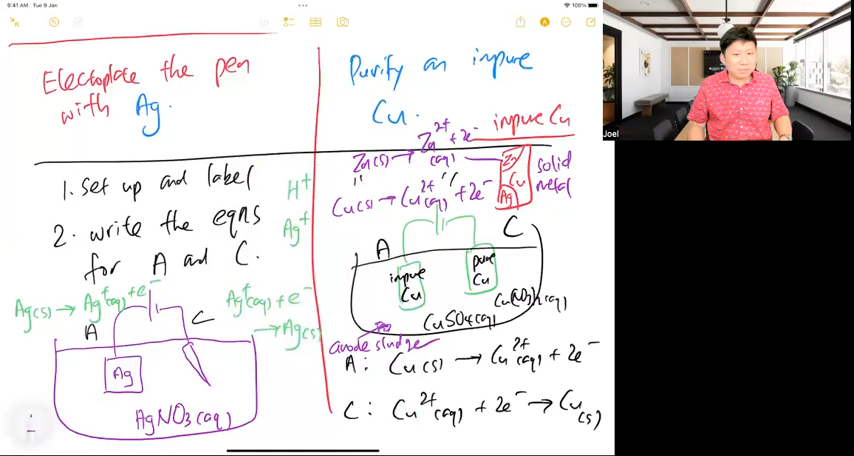 9:41 AM Tue 9 Jan
100%
Electoplate the pen
with Ag.
1. set up and label
2. write the eqns
for A and C.
H+
Ag+
Ag(s) → Ag+(aq) + e-
Ag+(aq) + e-
→ Ag(s)
A
C
Ag
AgNO3(aq)
Purify an impure
Cu.
impure Cu
Zn(s) → Zn2+(aq) + 2e-
Cu(s) → Cu2+(aq) + 2e-
Zn
Cu
Ag
solid
metal
A
C
impure
Cu
pure
Cu
Cu(NO3)2(aq)
CuSO4(aq)
anode sludge
A: Cu(s) → Cu2+(aq) + 2e-
C: Cu2+(aq) + 2e- → Cu(s)
Joel